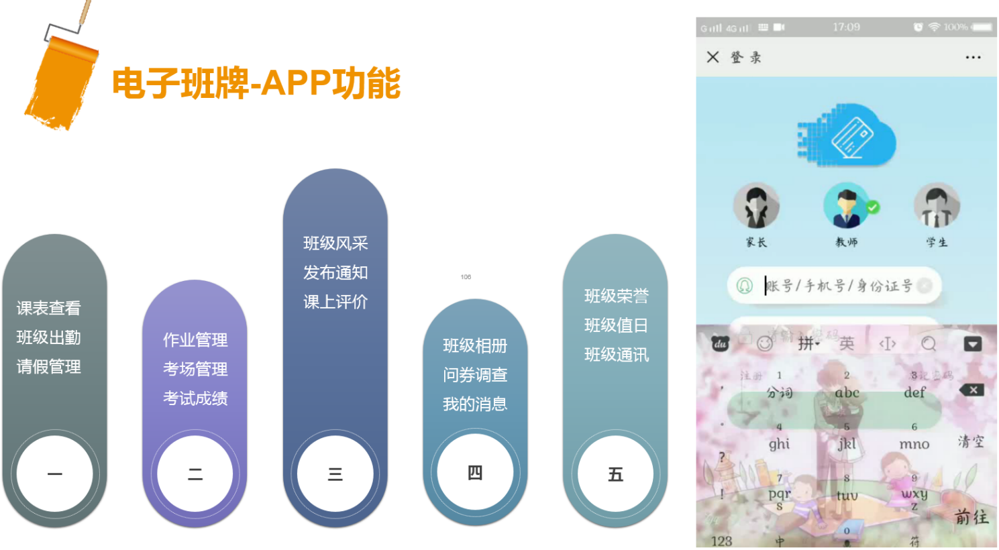 电子班牌-APP功能
课表查看
班级出勤
请假管理
一
作业管理
考场管理
考试成绩
二
班级风采
发布通知
课上评价
三
106
班级相册
问券调查
我的消息
四
班级荣誉
班级值日
班级通讯
五
G 4G 17:09 100%
登录
家长 教师 学生
账号/手机号/身份证号
du 拼 英
注册
1 2 3
分词 abc def
4 5 6
ghi jkl mno 清空
?
7 8 9
pqrs tuv wxyz
!
前往
0
123 中 符